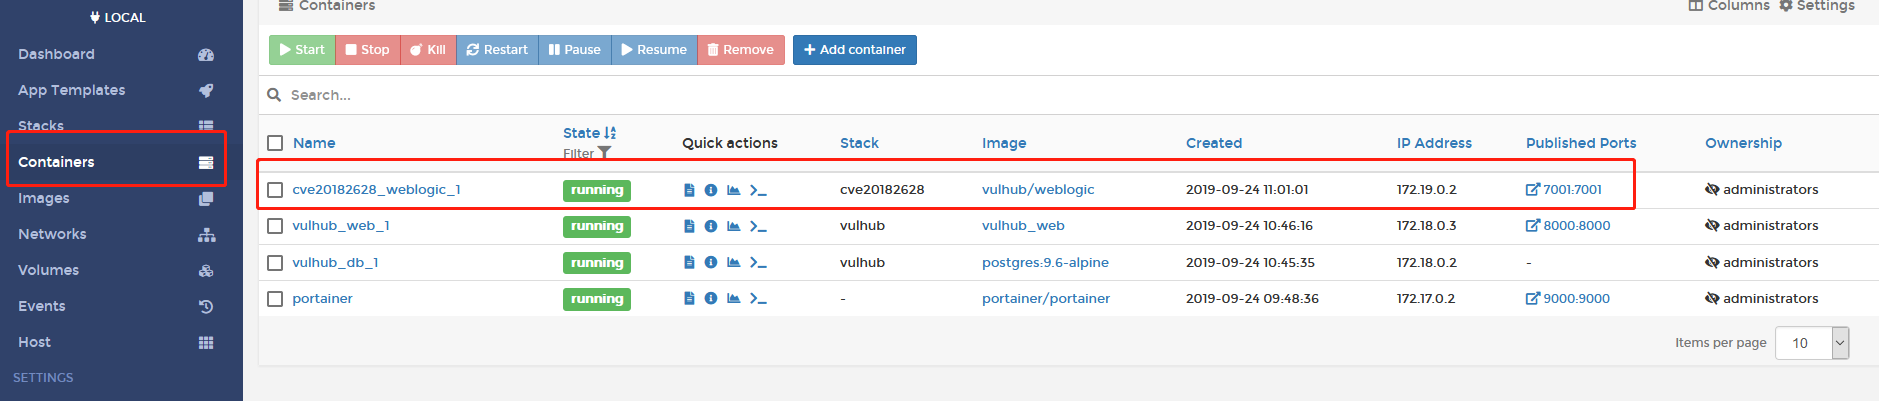 LOCAL
Dashboard
App Templates
Stacks
Containers
Images
Networks
Volumes
Events
Host
SETTINGS
Containers
Columns Settings
Start Stop Kill Restart Pause Resume Remove Add container
Search...
Name State Filter Quick actions Stack Image Created IP Address Published Ports Ownership
cve20182628_weblogic_1 running cve20182628 vulhub/weblogic 2019-09-24 11:01:01 172.19.0.2 7001:7001 administrators
vulhub_web_1 running vulhub vulhub_web 2019-09-24 10:46:16 172.18.0.3 8000:8000 administrators
vulhub_db_1 running vulhub postgres:9.6-alpine 2019-09-24 10:45:35 172.18.0.2 - administrators
portainer running - portainer/portainer 2019-09-24 09:48:36 172.17.0.2 9000:9000 administrators
Items per page 10